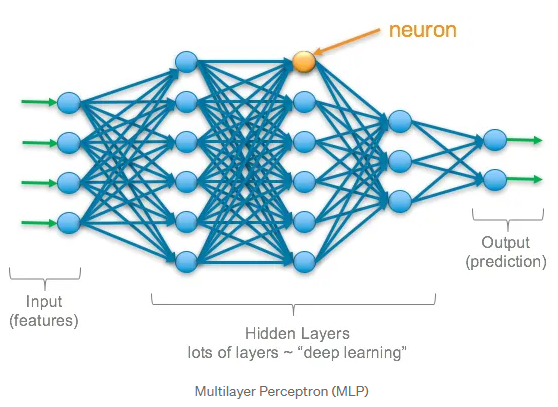 neuron
Input
(features)
Hidden Layers
lots of layers ~ “deep learning”
Output
(prediction)
Multilayer Perceptron (MLP)